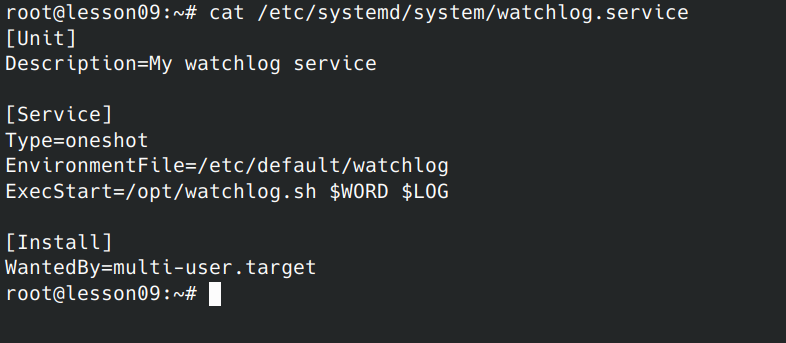 root@lesson09:~# cat /etc/systemd/system/watchlog.service
[Unit]
Description=My watchlog service

[Service]
Type=oneshot
EnvironmentFile=/etc/default/watchlog
ExecStart=/opt/watchlog.sh $WORD $LOG

[Install]
WantedBy=multi-user.target
root@lesson09:~#